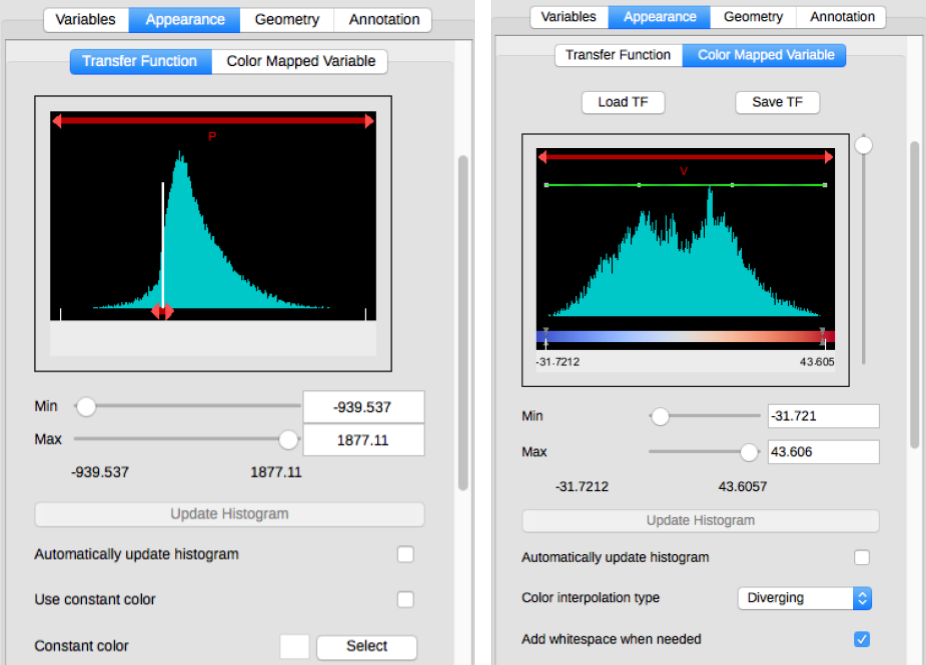 Variables Appearance Geometry Annotation
Transfer Function Color Mapped Variable
P
Min -939.537
Max 1877.11
-939.537 1877.11
Update Histogram
Automatically update histogram
Use constant color
Constant color Select
Variables Appearance Geometry Annotation
Transfer Function Color Mapped Variable
Load TF Save TF
V
-31.7212 43.605
Min -31.721
Max 43.606
-31.7212 43.6057
Update Histogram
Automatically update histogram
Color interpolation type Diverging
Add whitespace when needed